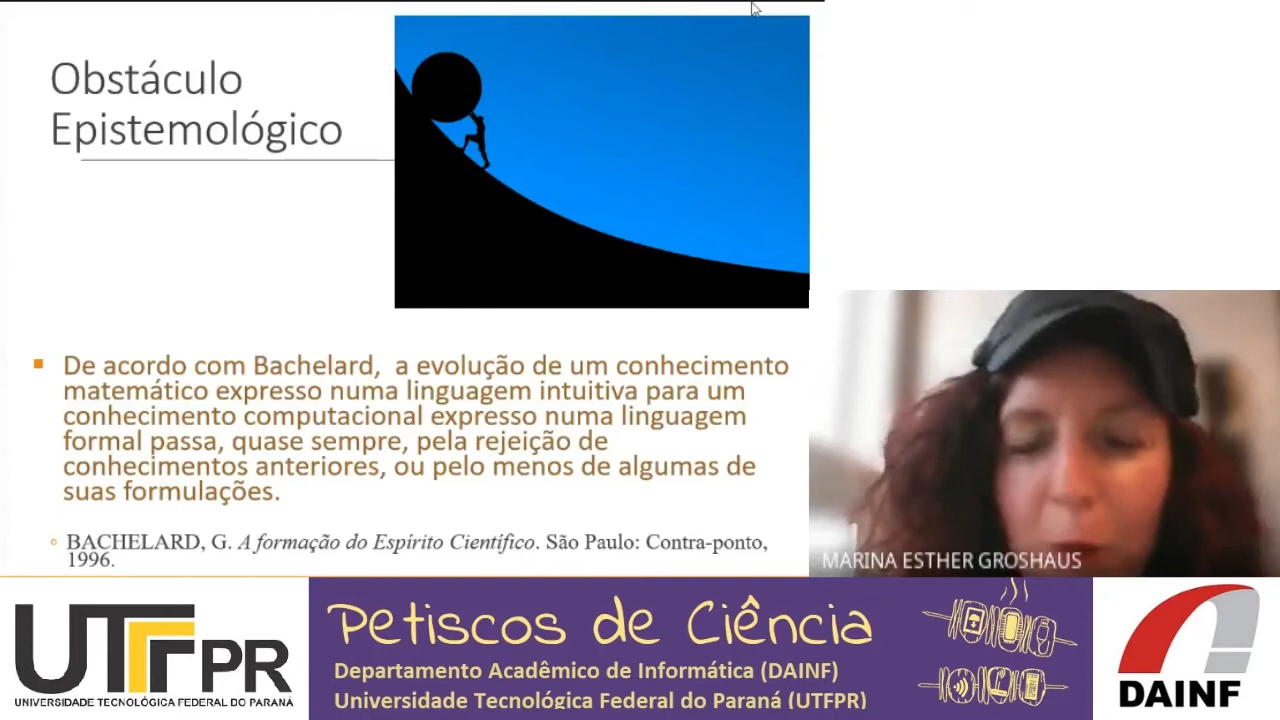 Obstáculo
Epistemológico
De acordo com Bachelard, a evolução de um conhecimento
matemático expresso numa linguagem intuitiva para um
conhecimento computacional expresso numa linguagem
formal passa, quase sempre, pela rejeição de
conhecimentos anteriores, ou pelo menos de algumas de
suas formulações.
BACHELARD, G. A formação do Espírito Científico. São Paulo: Contra-ponto,
1996.
MARINA ESTHER GROSHAUS
UTFPR
UNIVERSIDADE TECNOLÓGICA FEDERAL DO PARANÁ
Petiscos de Ciência
Departamento Acadêmico de Informática (DAINF)
Universidade Tecnológica Federal do Paraná (UTFPR)
DAINF